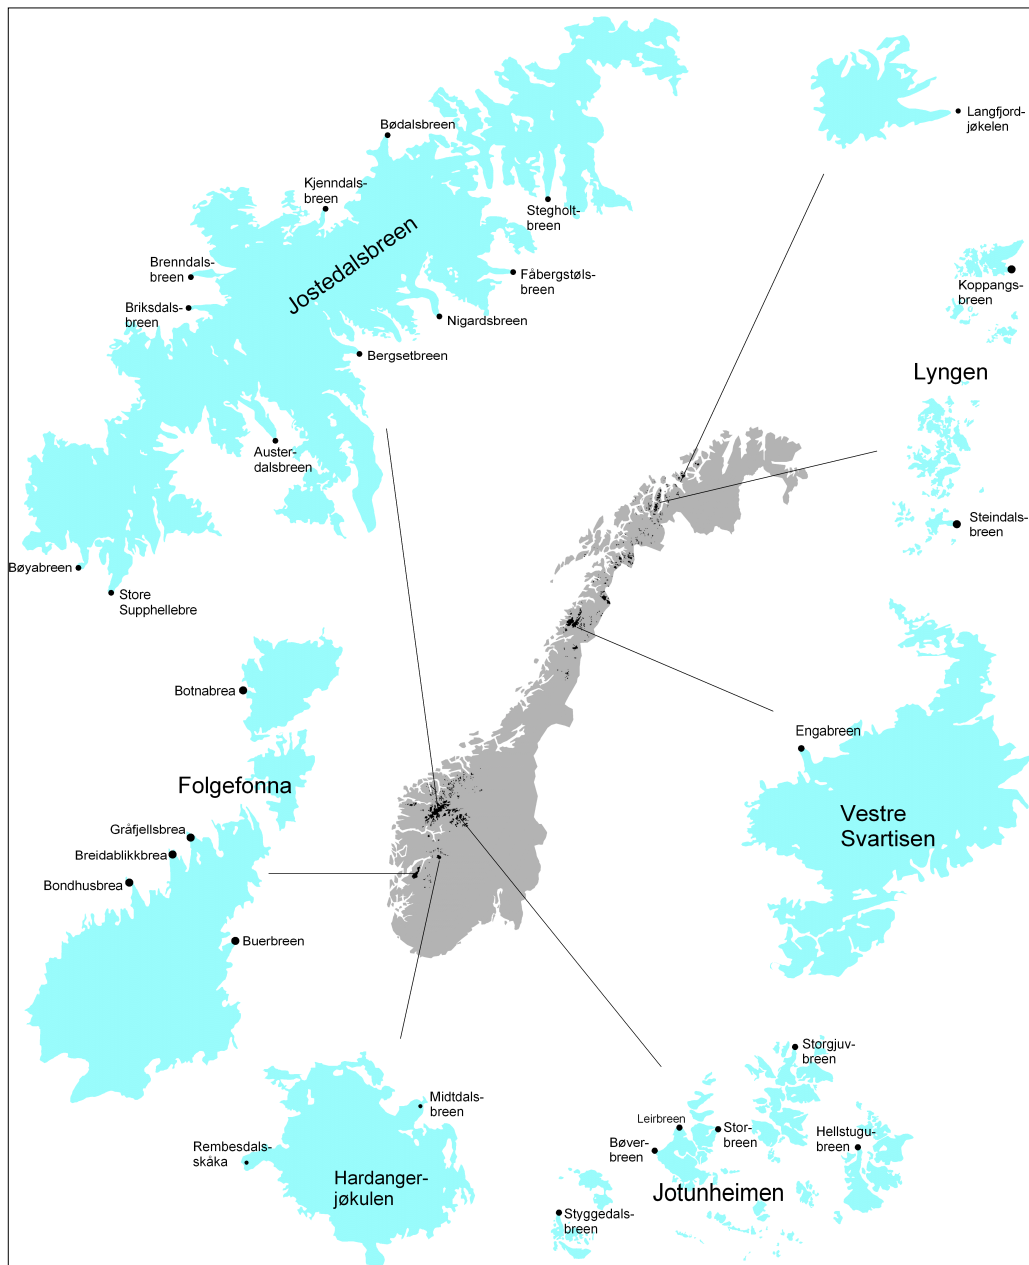 Bødalsbreen
Langfjord-
jøkelen
Kjenndals-
breen
Stegholt-
breen
Jostedalsbreen
Brenndals-
breen
Fåbergstøls-
breen
Koppangs-
breen
Briksdals-
breen
Nigardsbreen
Bergsetbreen
Lyngen
Auster-
dalsbreen
Steindals-
breen
Bøyabreen
Store
Supphellebre
Botnabrea
Engabreen
Folgefonna
Vestre
Svartisen
Gråfjellsbrea
Breidablikkbrea
Bondhusbrea
Buerbreen
Storgjuv-
breen
Midtdals-
breen
Leirbreen
Stor-
breen
Hellstugu-
breen
Rembesdals-
skåka
Bøver-
breen
Hardanger-
jøkulen
Jotunheimen
Styggedals-
breen